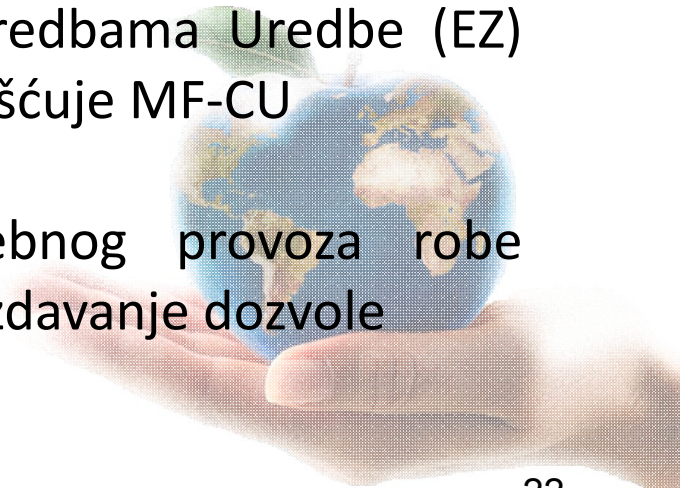 redbama Uredbe (EZ)
šćuje MF-CU
ebnog provoza robe
zdavanje dozvole